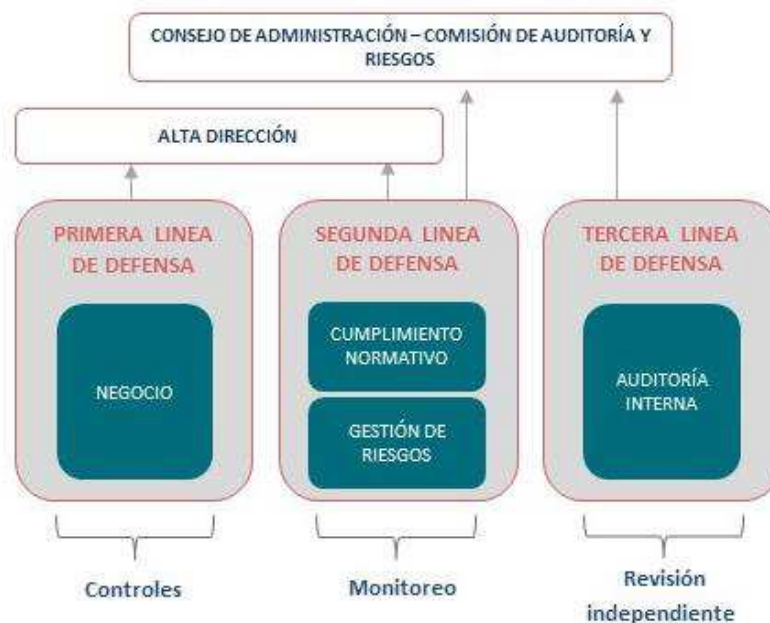 CONSEJO DE ADMINISTRACIÓN – COMISIÓN DE AUDITORÍA Y
RIESGOS
ALTA DIRECCIÓN
PRIMERA LINEA
DE DEFENSA
NEGOCIO
Controles
SEGUNDA LINEA
DE DEFENSA
CUMPLIMIENTO
NORMATIVO
GESTIÓN DE
RIESGOS
Monitoreo
TERCERA LINEA
DE DEFENSA
AUDITORÍA
INTERNA
Revisión
independiente